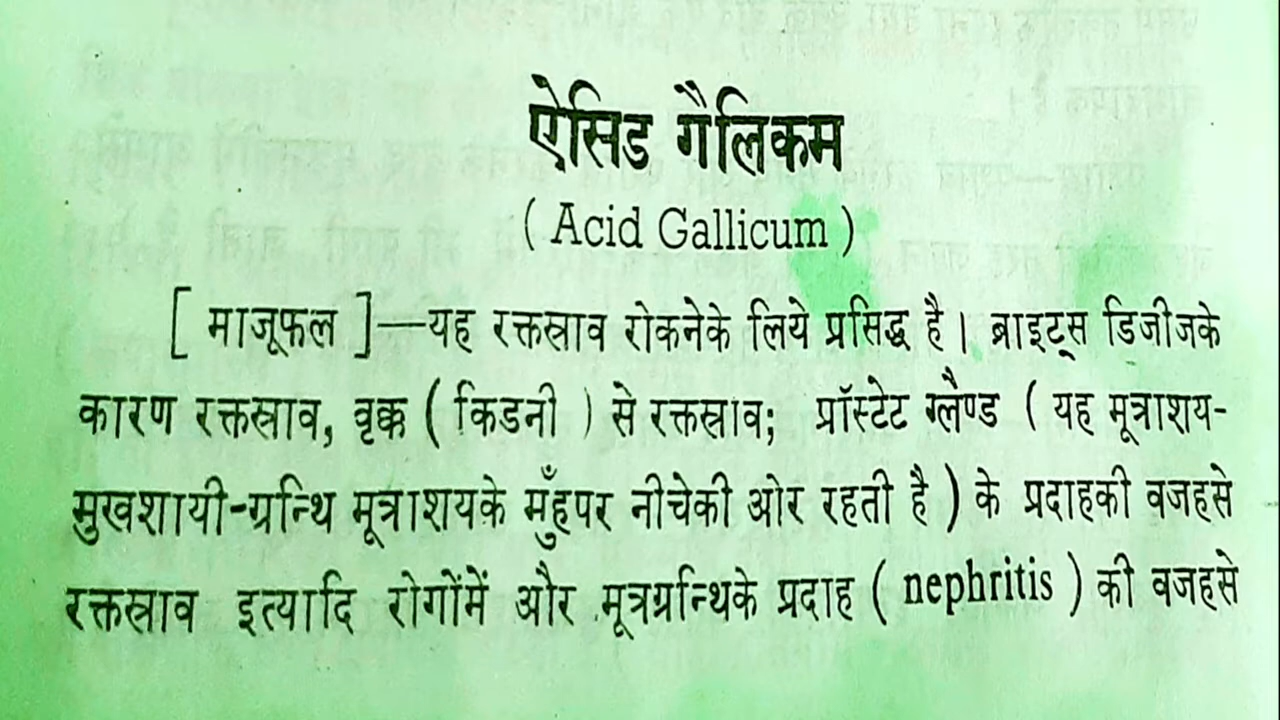 ऐसिड गैलिकम
( Acid Gallicum )
[ माजूफल ]—यह रक्तस्राव रोकनेके लिये प्रसिद्ध है। ब्राइट्स डिजीजके
कारण रक्तस्राव, वृक्क ( किडनी ) से रक्तस्राव; प्रॉस्टेट ग्लैण्ड ( यह मूत्राशय-
मुखशायी-ग्रन्थि मूत्राशयके मुँहपर नीचेकी ओर रहती है ) के प्रदाहकी वजहसे
रक्तस्राव इत्यादि रोगोंमें और मूत्रग्रन्थिके प्रदाह ( nephritis ) की वजहसे